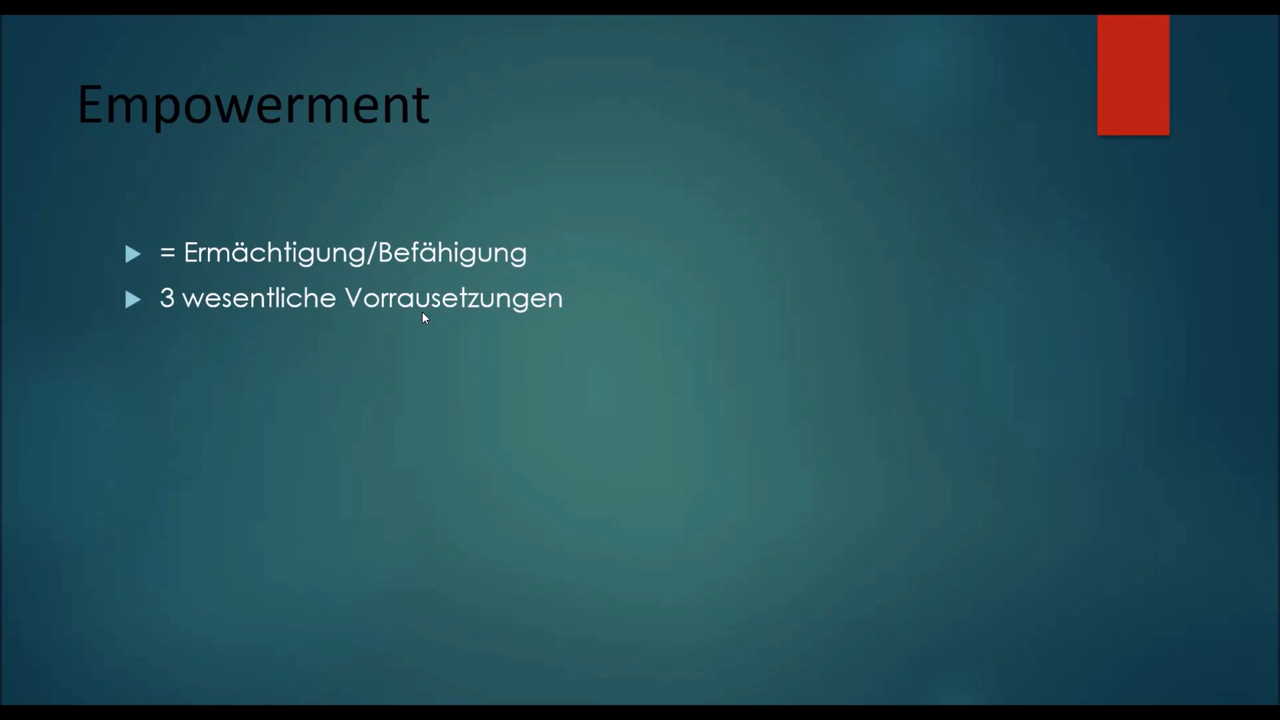 Empowerment
= Ermächtigung/Befähigung
3 wesentliche Vorrausetzungen